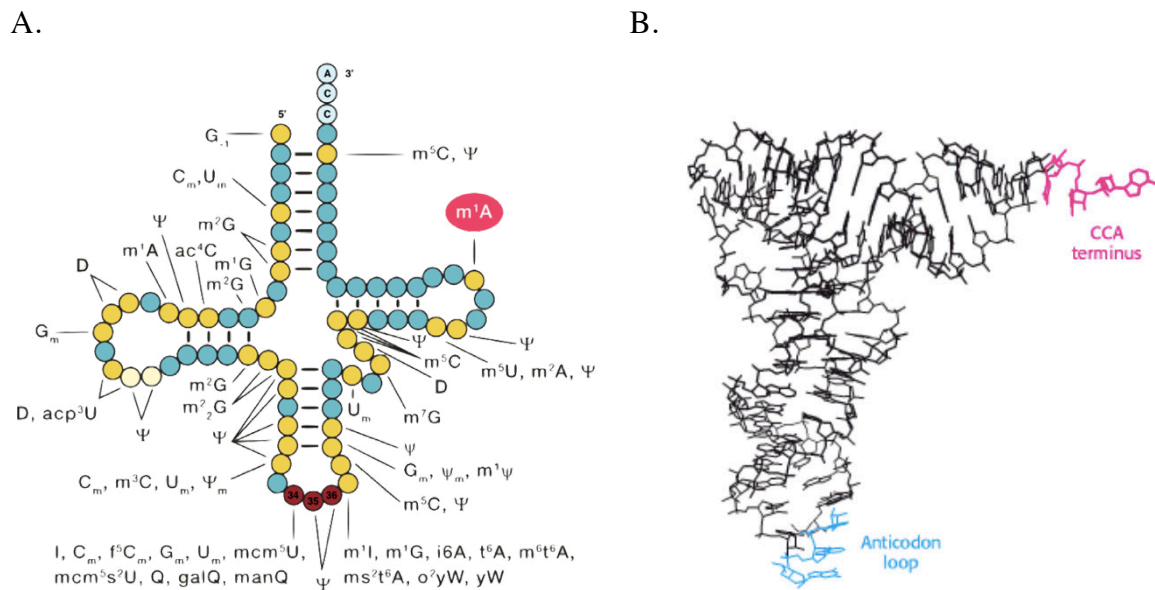 A.
B.
A 3'
C
5' C
G-1
m⁵C, Ψ
Cm, Um
m¹A
Ψ
m²G
m¹A ac⁴C
m¹G
m²G
D
Gm
Ψ
Ψ
m⁵C
m⁵U, m²A, Ψ
D
m²G
m²₂G
D, acp³U
Ψ
m⁷G
Um
Ψ
Ψ
Gm, Ψm, m¹Ψ
Cm, m³C, Um, Ψm
m⁵C, Ψ
34 35 36
I, Cm, f⁵Cm, Gm, Um, mcm⁵U,
mcm⁵s²U, Q, galQ, manQ
Ψ
m¹I, m¹G, i6A, t⁶A, m⁶t⁶A,
ms²t⁶A, o²yW, yW
CCA
terminus
Anticodon
loop